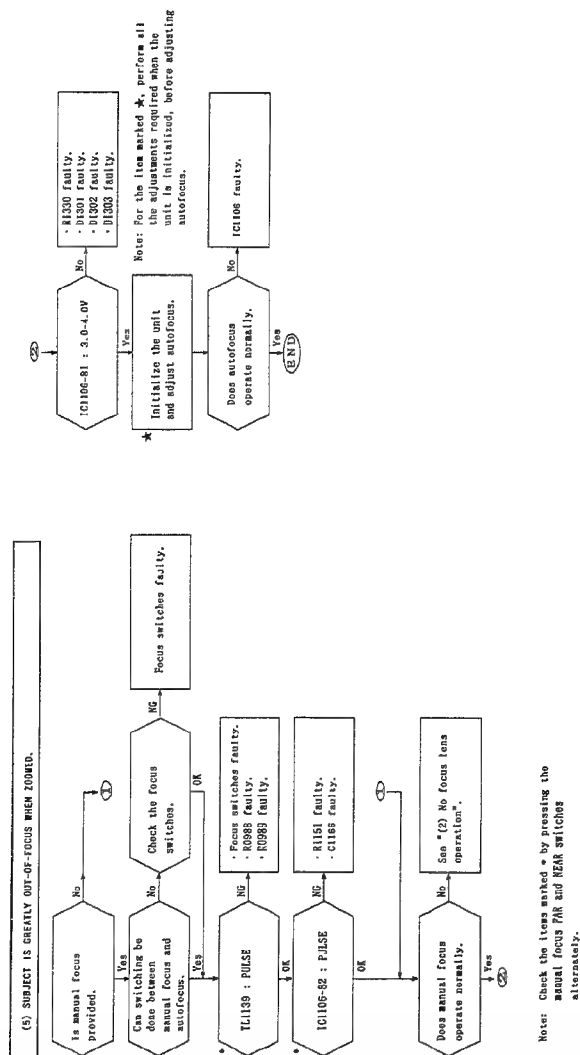 (5) SUBJECT IS GREATLY OUT-OF-FOCUS WHEN ZOOMED.
Is manual focus
provided.
No
①
Yes
Can switching be
done between
manual focus and
autofocus.
No
Check the focus
switches.
NG
Focus switches faulty.
OK
Yes
*
TL1139 : PULSE
NG
· Focus switches faulty.
· R0988 faulty.
· R0989 faulty.
OK
*
IC1106-62 : PULSE
NG
· R1151 faulty.
· C1166 faulty.
OK
①
Does manual focus
operate normally.
No
See "(2) No focus lens
operation".
Yes
②
Note: Check the items marked * by pressing the
manual focus FAR and NEAR switches
alternately.
②
IC1106-81 : 3.0-4.0V
No
· R1330 faulty.
· D1301 faulty.
· D1302 faulty.
· D1303 faulty.
Yes
★
Initialize the unit
and adjust autofocus.
Note: For the item marked ★, perform all
the adjustments required when the
unit is initialized, before adjusting
autofocus.
Does autofocus
operate normally.
No
IC1106 faulty.
Yes
END